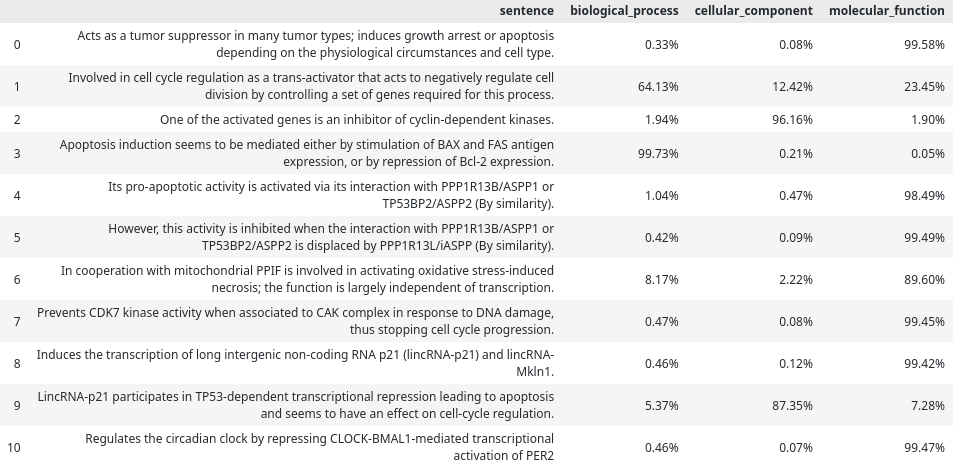 sentence biological_process cellular_component molecular_function
0 Acts as a tumor suppressor in many tumor types; induces growth arrest or apoptosis
depending on the physiological circumstances and cell type. 0.33% 0.08% 99.58%
1 Involved in cell cycle regulation as a trans-activator that acts to negatively regulate cell
division by controlling a set of genes required for this process. 64.13% 12.42% 23.45%
2 One of the activated genes is an inhibitor of cyclin-dependent kinases. 1.94% 96.16% 1.90%
3 Apoptosis induction seems to be mediated either by stimulation of BAX and FAS antigen
expression, or by repression of Bcl-2 expression. 99.73% 0.21% 0.05%
4 Its pro-apoptotic activity is activated via its interaction with PPP1R13B/ASPP1 or
TP53BP2/ASPP2 (By similarity). 1.04% 0.47% 98.49%
5 However, this activity is inhibited when the interaction with PPP1R13B/ASPP1 or
TP53BP2/ASPP2 is displaced by PPP1R13L/iASPP (By similarity). 0.42% 0.09% 99.49%
6 In cooperation with mitochondrial PPIF is involved in activating oxidative stress-induced
necrosis; the function is largely independent of transcription. 8.17% 2.22% 89.60%
7 Prevents CDK7 kinase activity when associated to CAK complex in response to DNA damage,
thus stopping cell cycle progression. 0.47% 0.08% 99.45%
8 Induces the transcription of long intergenic non-coding RNA p21 (lincRNA-p21) and lincRNA-
Mkln1. 0.46% 0.12% 99.42%
9 LincRNA-p21 participates in TP53-dependent transcriptional repression leading to apoptosis
and seems to have an effect on cell-cycle regulation. 5.37% 87.35% 7.28%
10 Regulates the circadian clock by repressing CLOCK-BMAL1-mediated transcriptional
activation of PER2 0.46% 0.07% 99.47%